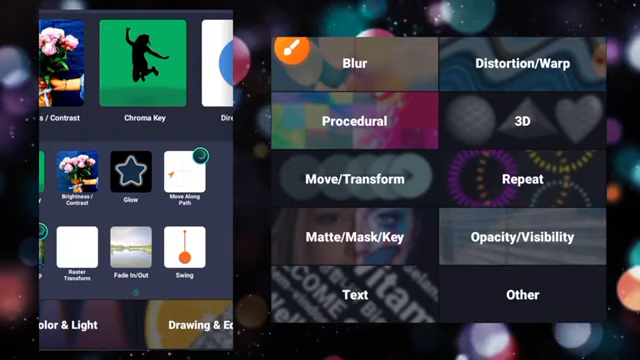 s / Contrast
Chroma Key
Dire
Brightness /
Contrast
Glow
Move Along
Path
Raster
Transform
Fade In/Out
Swing
olor & Light
Drawing & Ed
Blur
Distortion/Warp
Procedural
3D
Move/Transform
Repeat
Matte/Mask/Key
Opacity/Visibility
Text
Other